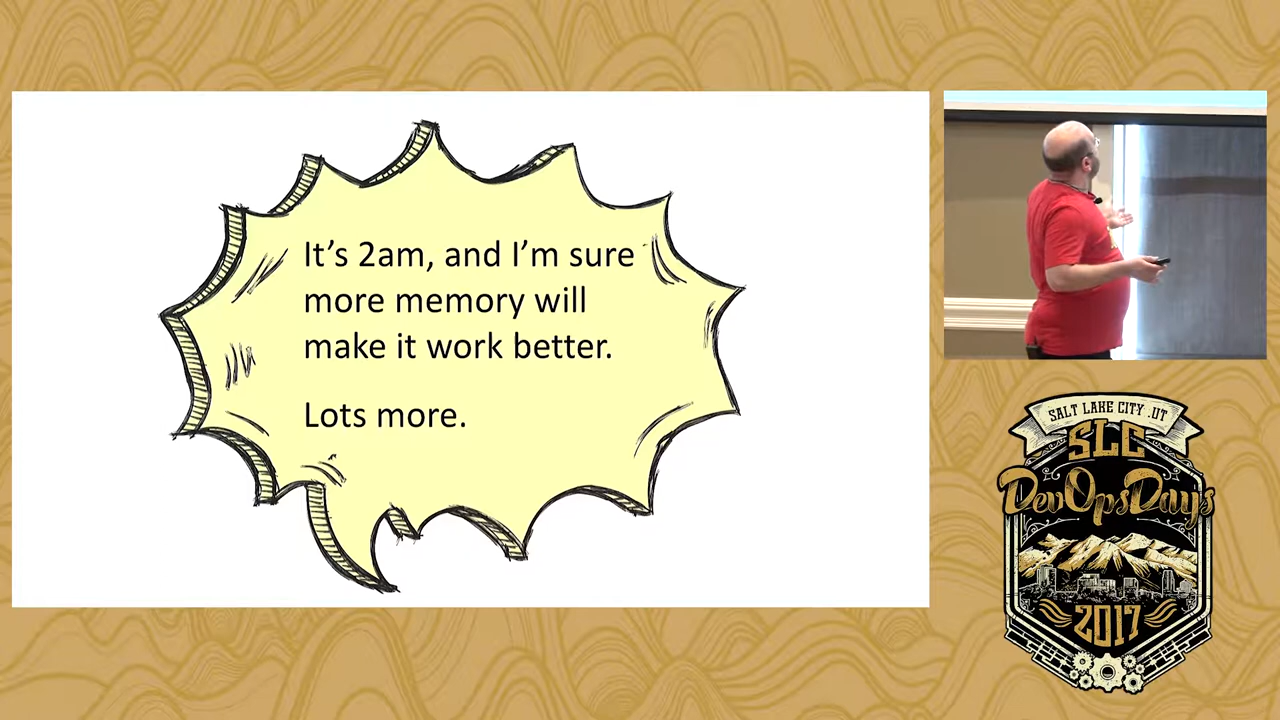 It’s 2am, and I’m sure
more memory will
make it work better.
Lots more.
SALT LAKE CITY .UT
SLC
DevOpsDays
2017